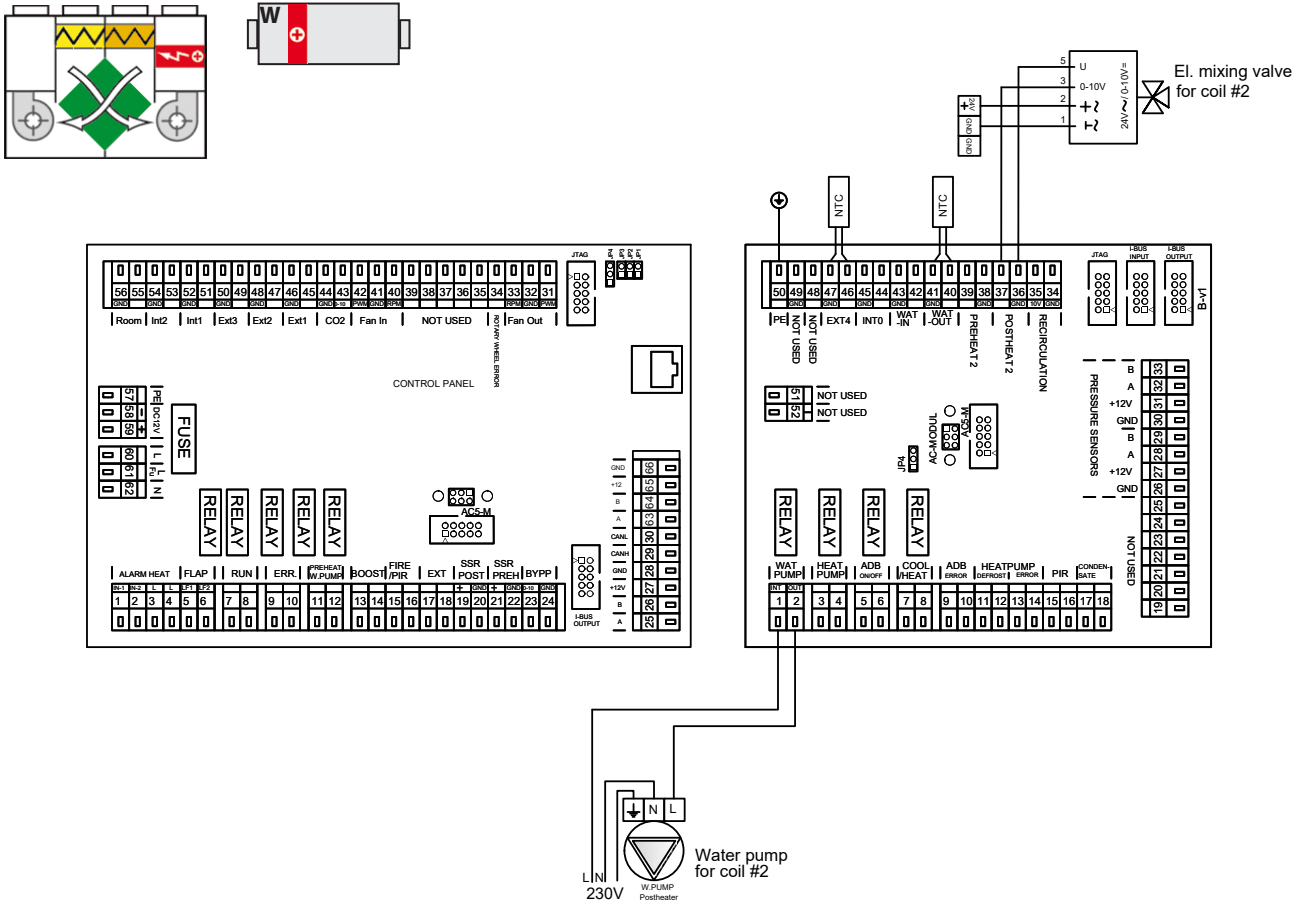 W
El. mixing valve
for coil #2
5 U
3 0-10V
2 + ~
1 ⊥ ~
24V ~ / 0-10V =
+ 24V
GND
GND
NTC
NTC
JP4
JP3
JP2
JP1
JTAG
56 55 54 53 52 51 50 49 48 47 46 45 44 43 42 41 40 39 38 37 36 35 34 33 32 31
GND GND GND GND GND GND GND 0-10 PWM GND RPM RPM GND PWM
Room Int2 Int1 Ext3 Ext2 Ext1 CO2 Fan In NOT USED ROTARY WHEEL ERROR Fan Out
CONTROL PANEL
57 58 59
PE DC12V
- +
60 61 62
L Fu L N
FUSE
RELAY RELAY RELAY RELAY RELAY
AC5-M
I-BUS
OUTPUT
GND 66
+12 65
B 64
A 63
CANL 30
CANH 29
GND 28
+12V 27
B 26
A 25
ALARM HEAT FLAP RUN ERR. PREHEAT W.PUMP BOOST FIRE /PIR EXT SSR POST SSR PREH BYPP
IN-1 IN-2 L L LF1 LF2 + GND + GND 0-10 GND
1 2 3 4 5 6 7 8 9 10 11 12 13 14 15 16 17 18 19 20 21 22 23 24
50 49 48 47 46 45 44 43 42 41 40 39 38 37 36 35 34
GND GND GND GND GND GND GND 10V GND
PE NOT USED NOT USED EXT4 INT0 WAT -IN WAT -OUT PREHEAT 2 POSTHEAT 2 RECIRCULATION
JTAG
I-BUS
INPUT
I-BUS
OUTPUT
B-v1
51 NOT USED
52 NOT USED
JP4
AC-MODUL
AC5-M
PRESSURE SENSORS
B 33
A 32
+12V 31
GND 30
B 29
A 28
+12V 27
GND 26
25
24
23
22
21
20
19
NOT USED
RELAY RELAY RELAY RELAY
WAT PUMP HEAT PUMP ADB ON/OFF COOL /HEAT ADB ERROR HEATPUMP DEFROST ERROR PIR CONDEN- SATE
INT OUT
1 2 3 4 5 6 7 8 9 10 11 12 13 14 15 16 17 18
N L
Water pump
for coil #2
L N
230V
W.PUMP
Postheater